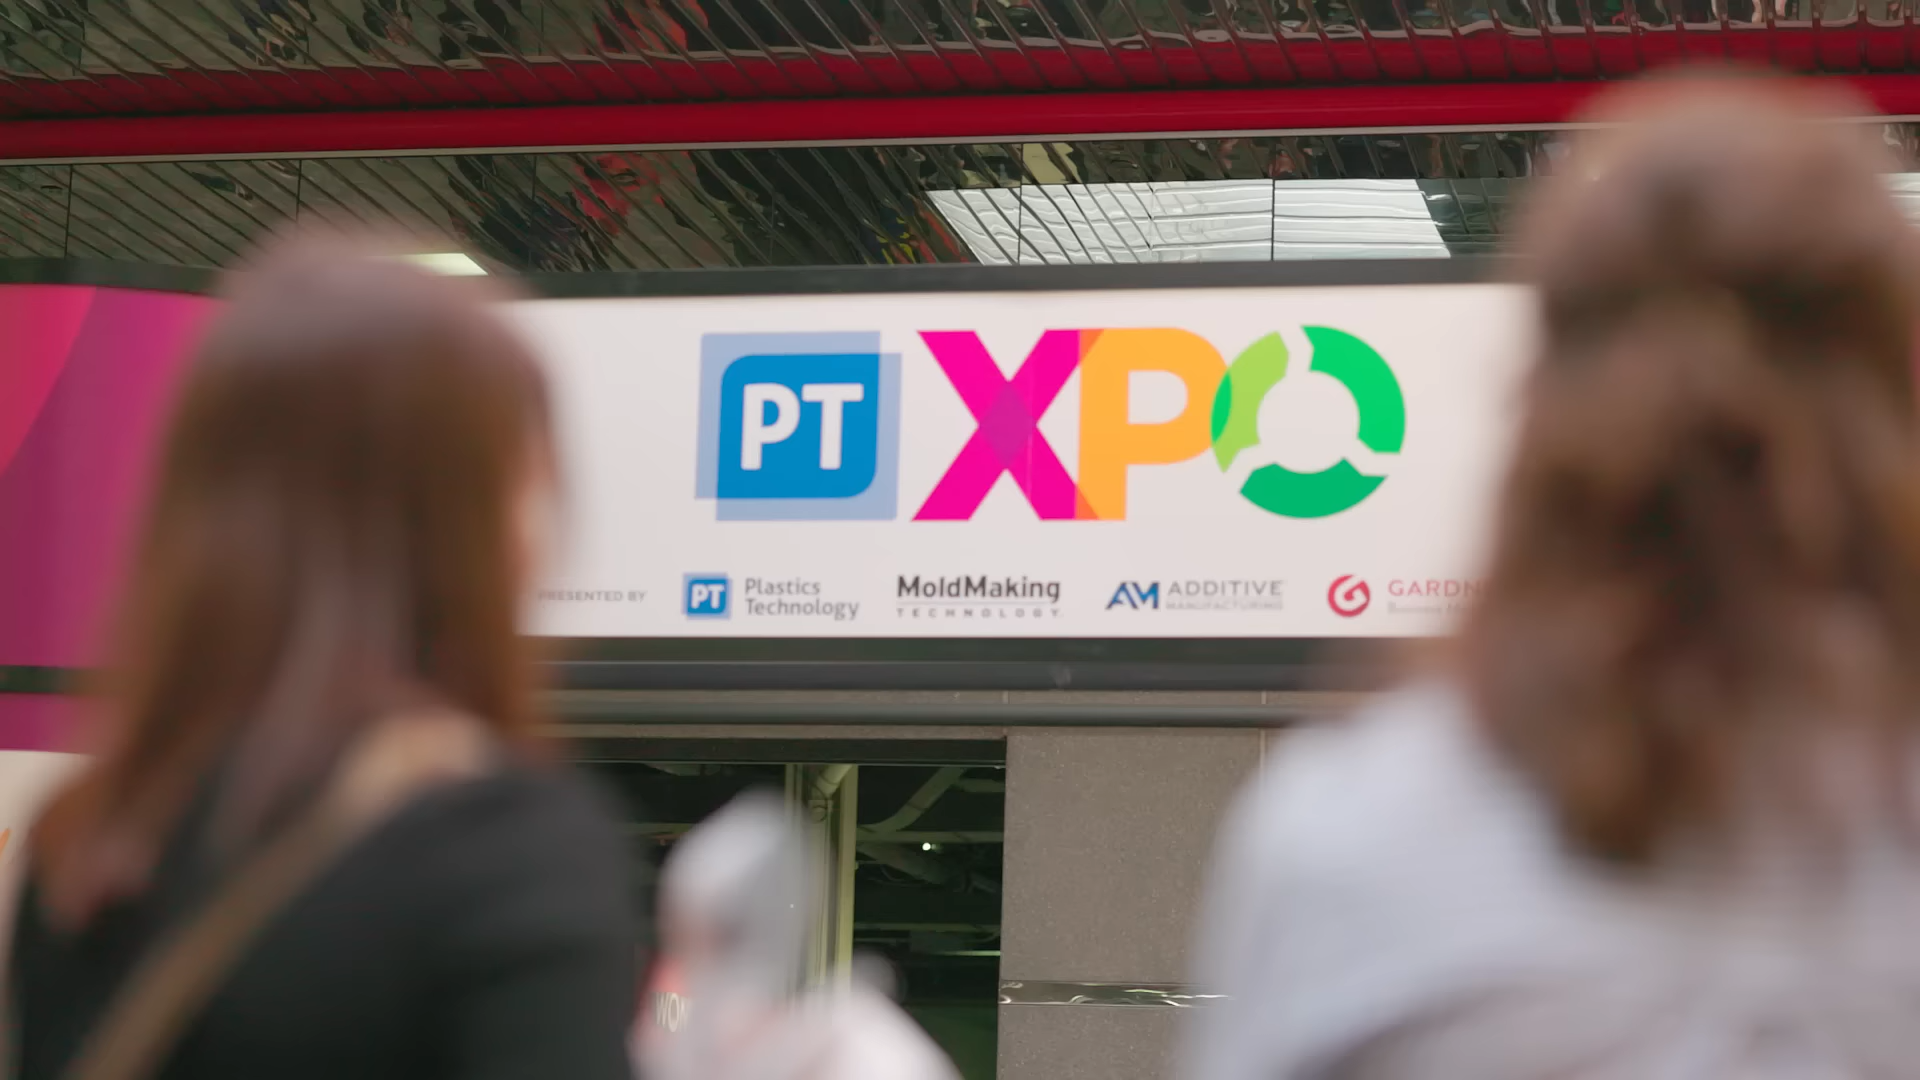 PT XPO
PRESENTED BY
PT Plastics Technology
MoldMaking TECHNOLOGY
AM ADDITIVE MANUFACTURING
G